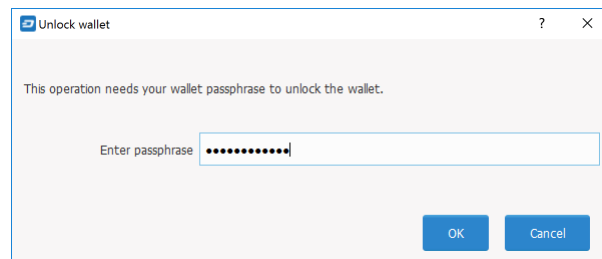 Unlock wallet
This operation needs your wallet passphrase to unlock the wallet.
Enter passphrase ••••••••••••
OK Cancel